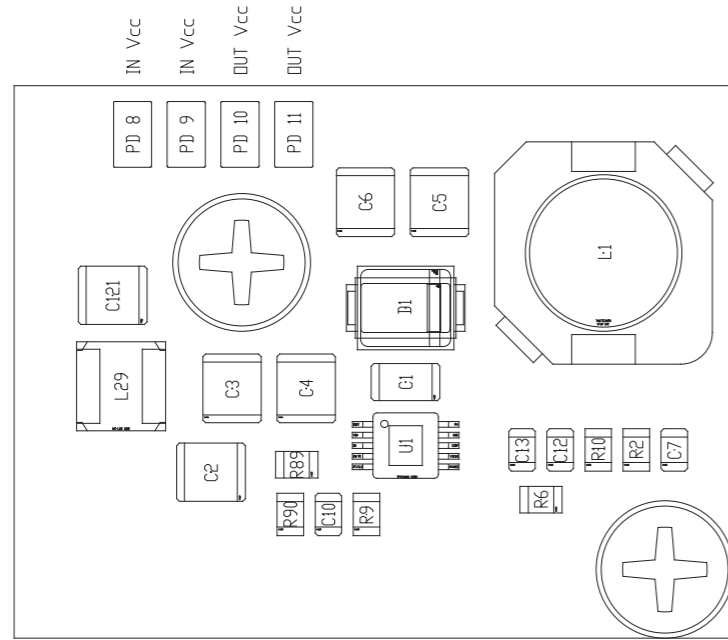 IN Vcc
IN Vcc
OUT Vcc
OUT Vcc
PD 8
PD 9
PD 10
PD 11
C6
C5
L1
C121
D1
L29
C3
C4
C1
U1
C2
R89
C13
C12
R10
R2
C7
R6
R90
C10
R9